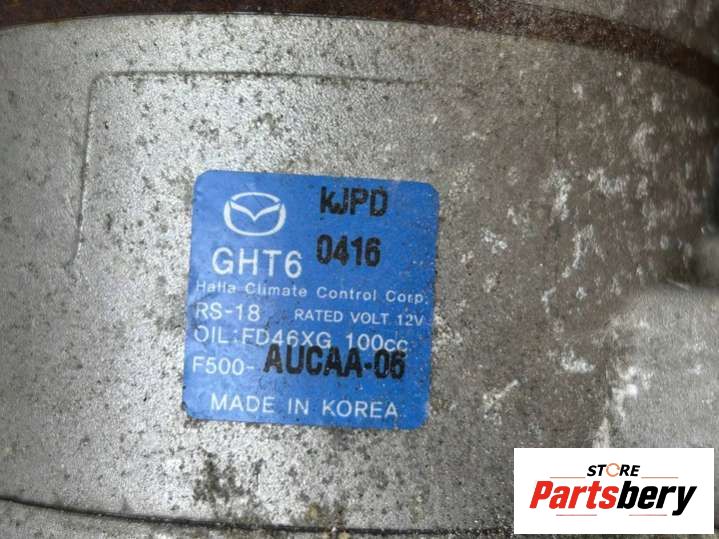 kJPD
GHT6 0416
Halla Climate Control Corp.
RS-18 RATED VOLT 12V
OIL:FD46XG 100cc
F500-AUCAA-06
MADE IN KOREA
STORE
Partsbery